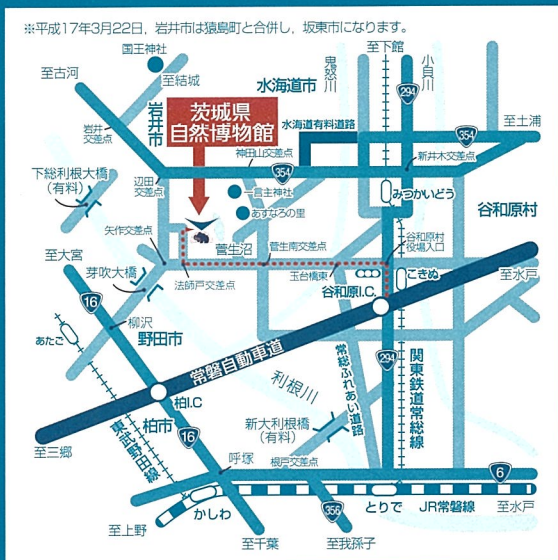 ※平成17年3月22日，岩井市は猿島町と合併し，坂東市になります。
国王神社
至古河
至結城
水海道市
鬼怒川
至下館
小貝川
294
岩井市
茨城県
自然博物館
水海道有料道路
至土浦
岩井
交差点
神田山交差点
354
354
新井木交差点
下総利根大橋
（有料）
辺田
交差点
一言主神社
みつかいどう
あすなろの里
谷和原村
矢作交差点
菅生沼
菅生南交差点
谷和原村
役場入口
至大宮
法師戸交差点
玉台橋東
こきぬ
至水戸
芽吹大橋
16
谷和原I.C.
あたご
柳沢
野田市
常磐自動車道
常総ふれあい道路
294
関東鉄道常総線
利根川
柏I.C
柏市
16
新大利根橋
（有料）
至三郷
東武野田線
呼塚
根戸交差点
6
かしわ
356
とりで
JR常磐線
至水戸
至上野
至千葉
至我孫子